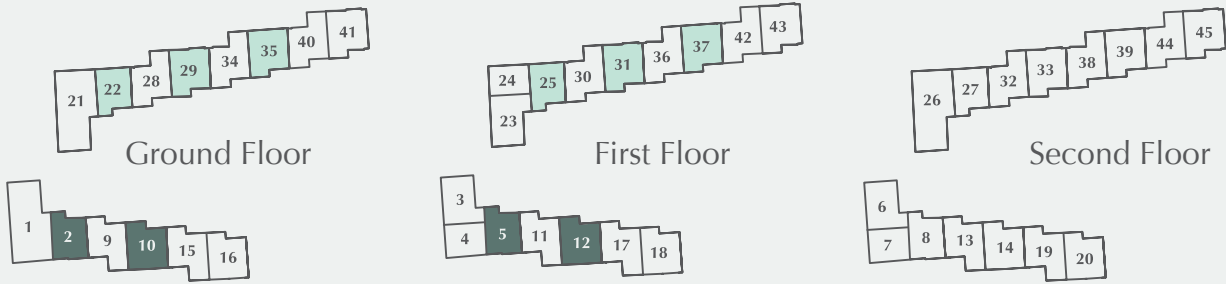 21 22 28 29 34 35 40 41
24 23 25 30 31 36 37 42 43
26 27 32 33 38 39 44 45
Ground Floor
First Floor
Second Floor
1 2 9 10 15 16
3 4 5 11 12 17 18
6 7 8 13 14 19 20